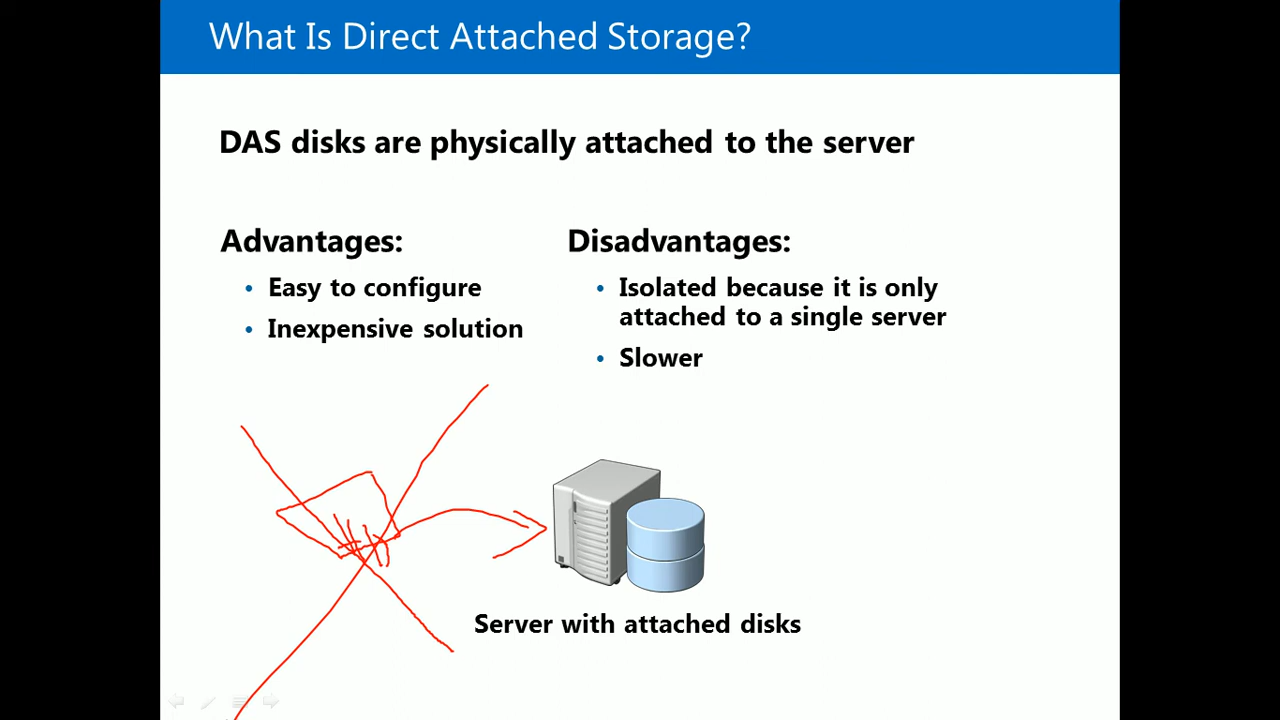 What Is Direct Attached Storage?
DAS disks are physically attached to the server
Advantages:
• Easy to configure
• Inexpensive solution
Disadvantages:
• Isolated because it is only
attached to a single server
• Slower
Server with attached disks